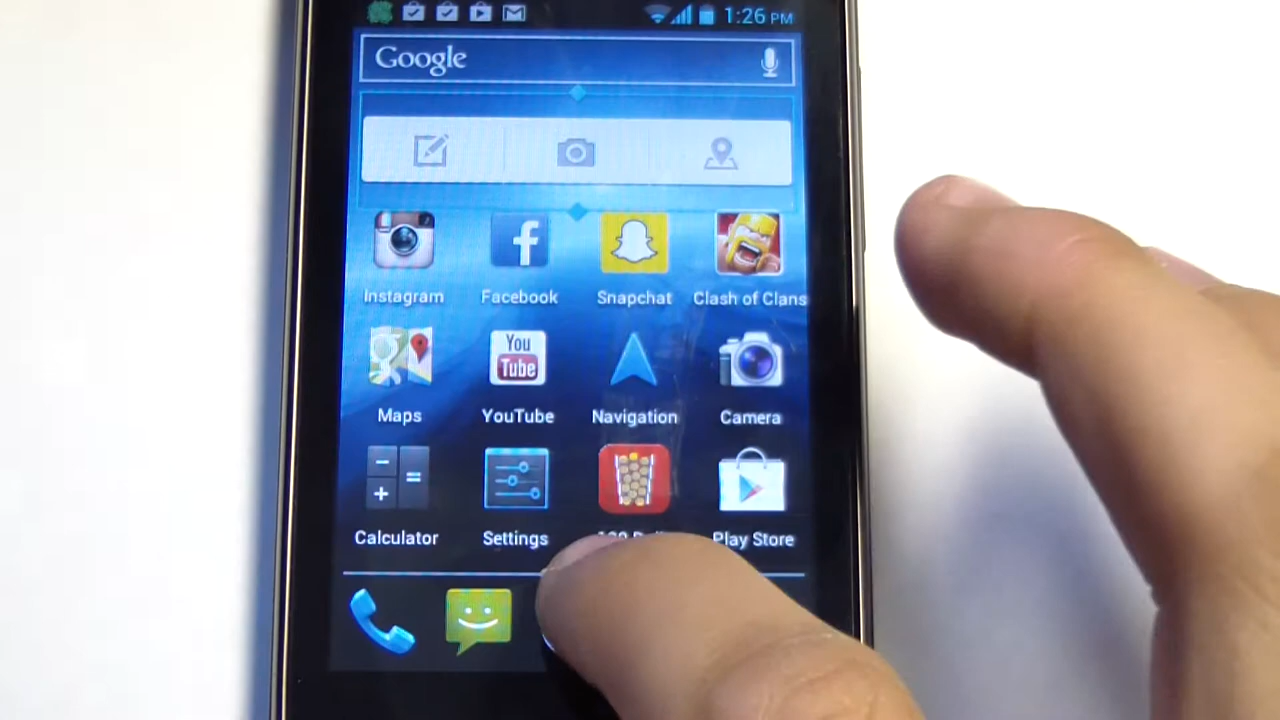 1:26 PM
Google
Instagram Facebook Snapchat Clash of Clans
You
Tube
Maps YouTube Navigation Camera
Calculator Settings Play Store